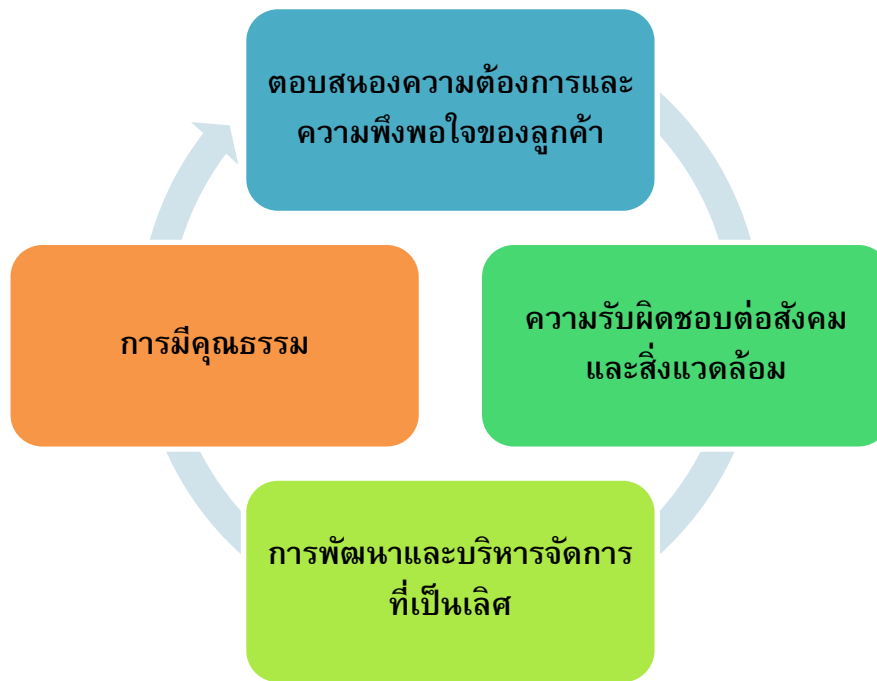 ตอบสนองความต้องการและ
ความพึงพอใจของลูกค้า
ความรับผิดชอบต่อสังคม
และสิ่งแวดล้อม
การพัฒนาและบริหารจัดการ
ที่เป็นเลิศ
การมีคุณธรรม